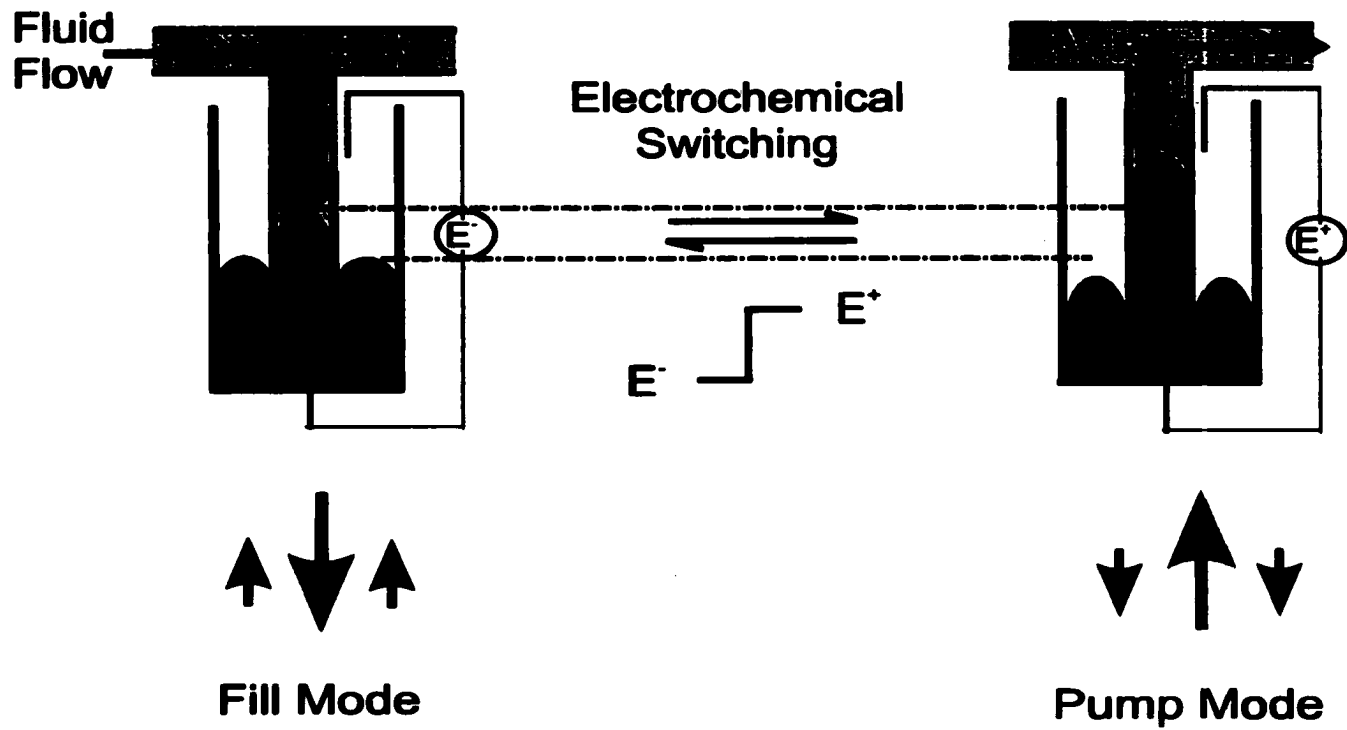 Fluid
Flow
Electrochemical
Switching
E⁻
E⁺
E⁺
E⁻
Fill Mode
Pump Mode